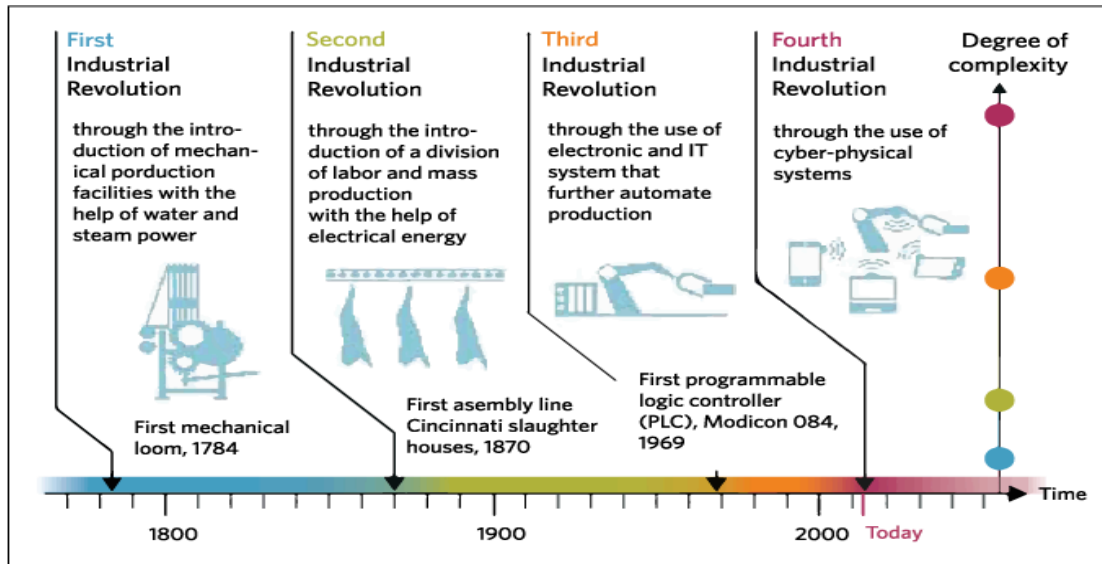 First
Industrial
Revolution
through the intro-
duction of mechan-
ical porduction
facilities with the
help of water and
steam power
First mechanical
loom, 1784
Second
Industrial
Revolution
through the intro-
duction of a division
of labor and mass
production
with the help of
electrical energy
First asembly line
Cincinnati slaughter
houses, 1870
Third
Industrial
Revolution
through the use of
electronic and IT
system that
further automate
production
First programmable
logic controller
(PLC), Modicon 084,
1969
Fourth
Industrial
Revolution
through the use of
cyber-physical
systems
Degree of
complexity
Time
1800
1900
2000
Today